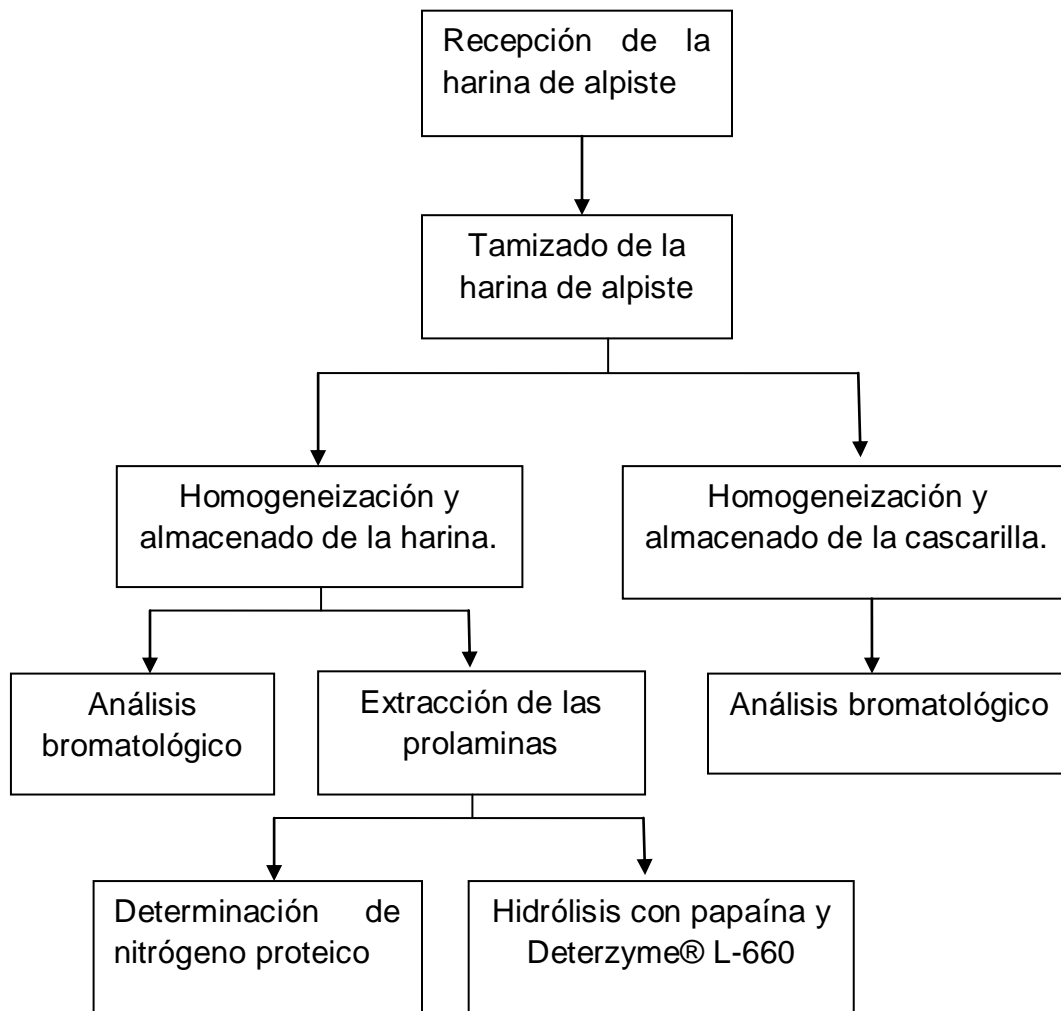 Recepción de la
harina de alpiste
Tamizado de la
harina de alpiste
Homogeneización y
almacenado de la harina.
Homogeneización y
almacenado de la cascarilla.
Análisis
bromatológico
Extracción de las
prolaminas
Análisis bromatológico
Determinación de
nitrógeno proteico
Hidrólisis con papaína y
Deterzyme® L-660